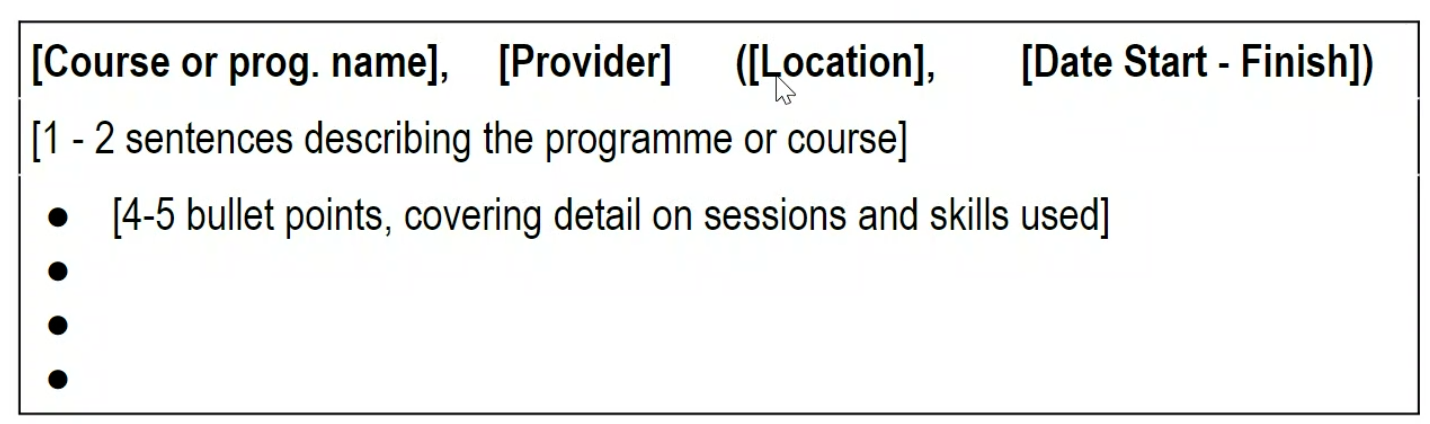 [Course or prog. name], [Provider] ([Location], [Date Start - Finish])
[1 - 2 sentences describing the programme or course]
● [4-5 bullet points, covering detail on sessions and skills used]
●
●
●